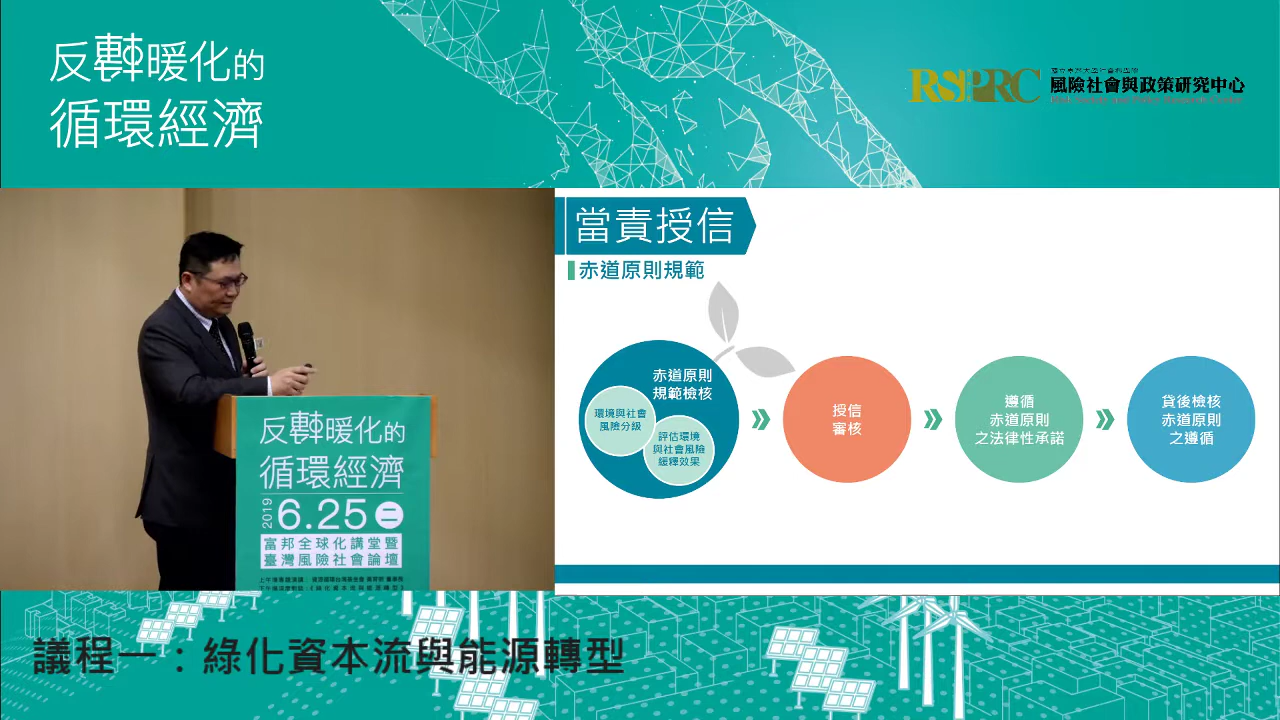 反轉暖化的
循環經濟
RSPRC
風險社會與政策研究中心
當責授信
赤道原則規範
赤道原則
規範檢核
環境與社會
風險分級
評估環境
與社會風險
緩釋效果
授信
審核
遵循
赤道原則
之法律性承諾
貸後檢核
赤道原則
之遵循
反轉暖化的
循環經濟
2019
6.25 二
富邦全球化講堂暨
臺灣風險社會論壇
議程一：綠化資本流與能源轉型